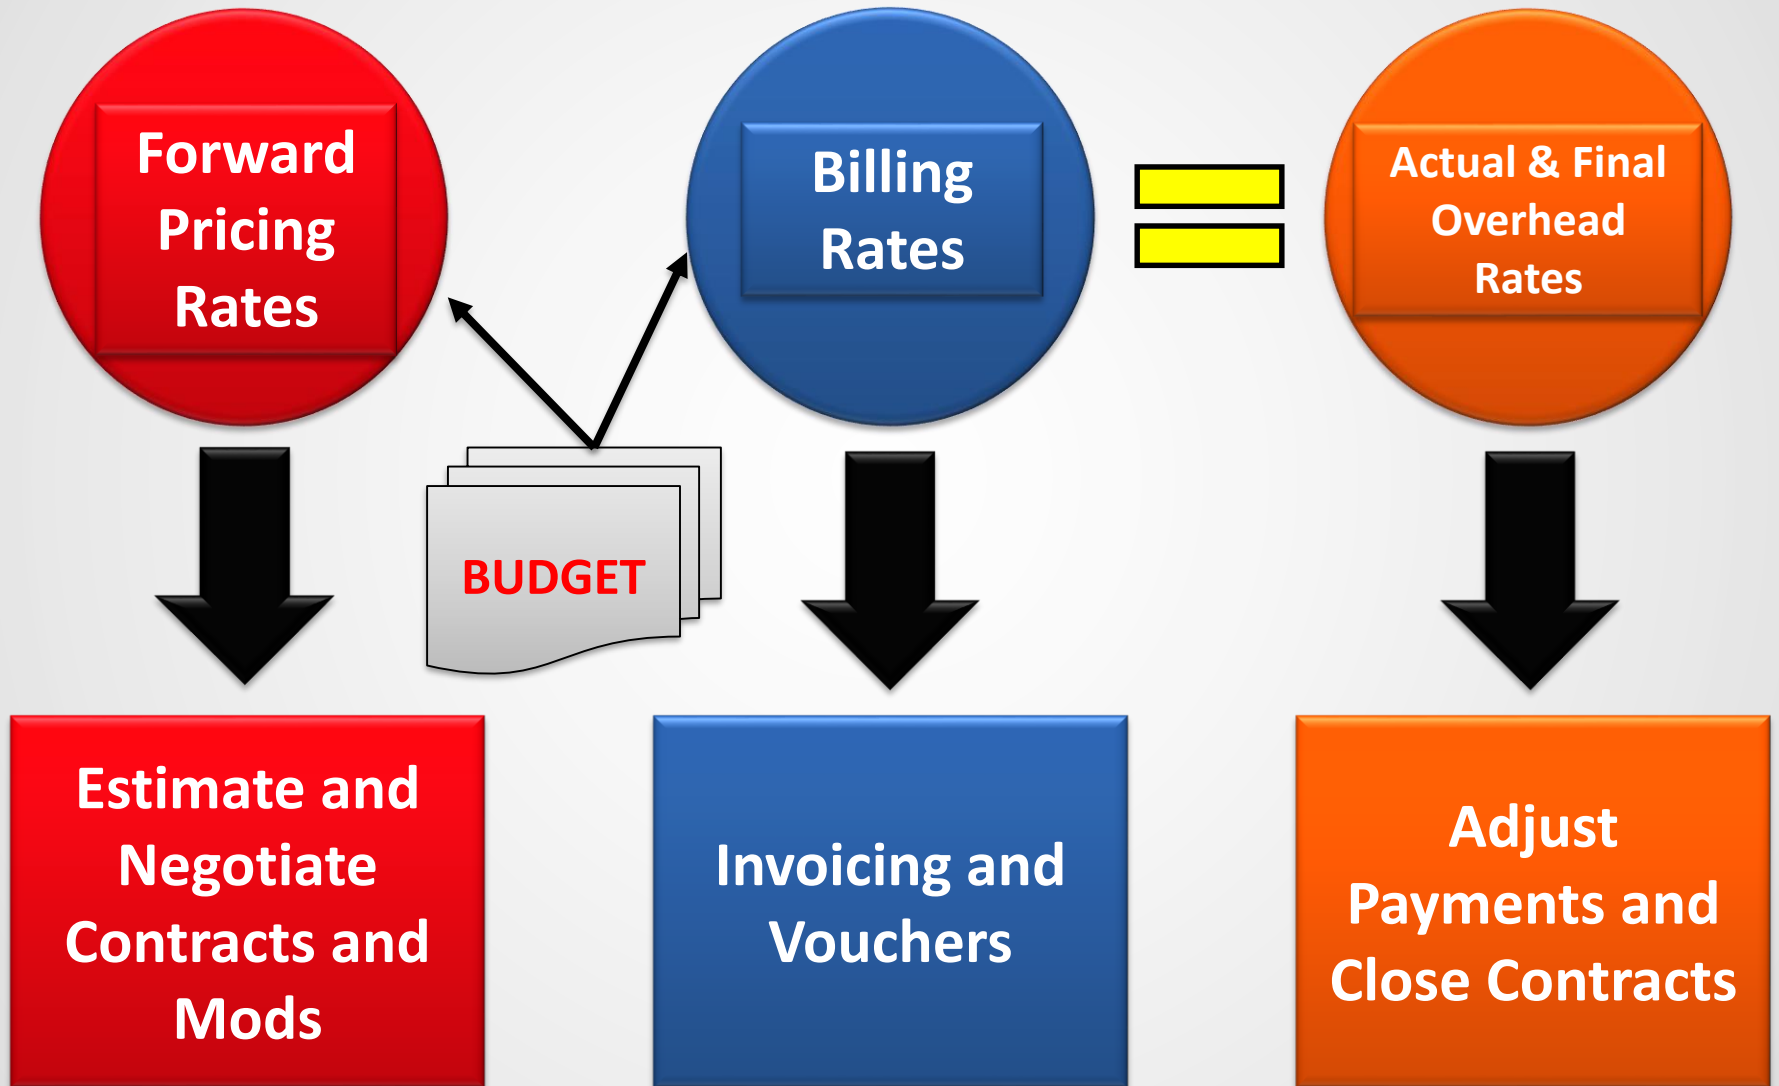 Forward
Pricing
Rates
Billing
Rates
Actual & Final
Overhead
Rates
BUDGET
Estimate and
Negotiate
Contracts and
Mods
Invoicing and
Vouchers
Adjust
Payments and
Close Contracts